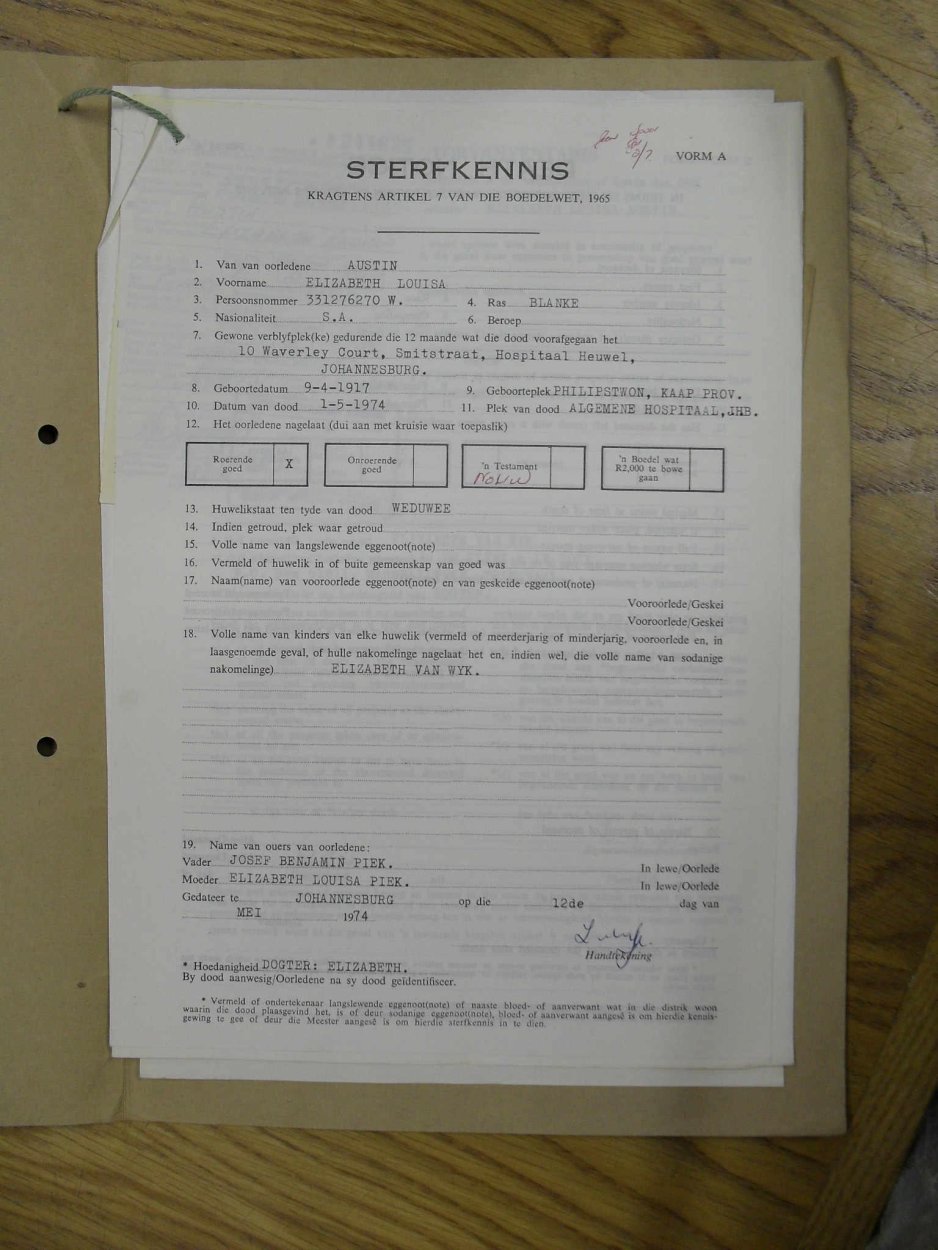 2/7
VORM A
STERFKENNIS
KRAGTENS ARTIKEL 7 VAN DIE BOEDELWET, 1965
1. Van van oorledene AUSTIN
2. Voorname ELIZABETH LOUISA
3. Persoonsnommer 331276270 W. 4. Ras BLANKE
5. Nasionaliteit S.A. 6. Beroep
7. Gewone verblyfplek(ke) gedurende die 12 maande wat die dood voorafgegaan het
10 Waverley Court, Smitstraat, Hospitaal Heuwel,
JOHANNESBURG.
8. Geboortedatum 9-4-1917 9. Geboorteplek PHILIPSTWON, KAAP PROV.
10. Datum van dood 1-5-1974 11. Plek van dood ALGEMENE HOSPITAAL, JHB.
12. Het oorledene nagelaat (dui aan met kruisie waar toepaslik)
Roerende goed X Onroerende goed 'n Testament 'n Boedel wat R2,000 te bowe gaan
13. Huwelikstaat ten tyde van dood WEDUWEE
14. Indien getroud, plek waar getroud
15. Volle name van langslewende eggenoot(note)
16. Vermeld of huwelik in of buite gemeenskap van goed was
17. Naam(name) van vooroorlede eggenoot(note) en van geskeide eggenoot(note)
Vooroorlede/Geskei
Vooroorlede/Geskei
18. Volle name van kinders van elke huwelik (vermeld of meerderjarig of minderjarig, vooroorlede en, in
laasgenoemde geval, of hulle nakomelinge nagelaat het en, indien wel, die volle name van sodanige
nakomelinge) ELIZABETH VAN WYK.
19. Name van ouers van oorledene:
Vader JOSEF BENJAMIN PIEK. In lewe/Oorlede
Moeder ELIZABETH LOUISA PIEK. In lewe/Oorlede
Gedateer te JOHANNESBURG op die 12de dag van
MEI 1974
Handtekening
* Hoedanigheid DOGTER: ELIZABETH.
By dood aanwesig/Oorledene na sy dood geïdentifiseer.
* Vermeld of ondertekenaar langslewende eggenoot(note) of naaste bloed- of aanverwant wat in die distrik woon
waarin die dood plaasgevind het, is of deur sodanige eggenoot(note), bloed- of aanverwant aangesê is om hierdie kennis-
gewing te gee of deur die Meester aangesê is om hierdie sterfkennis in te dien.